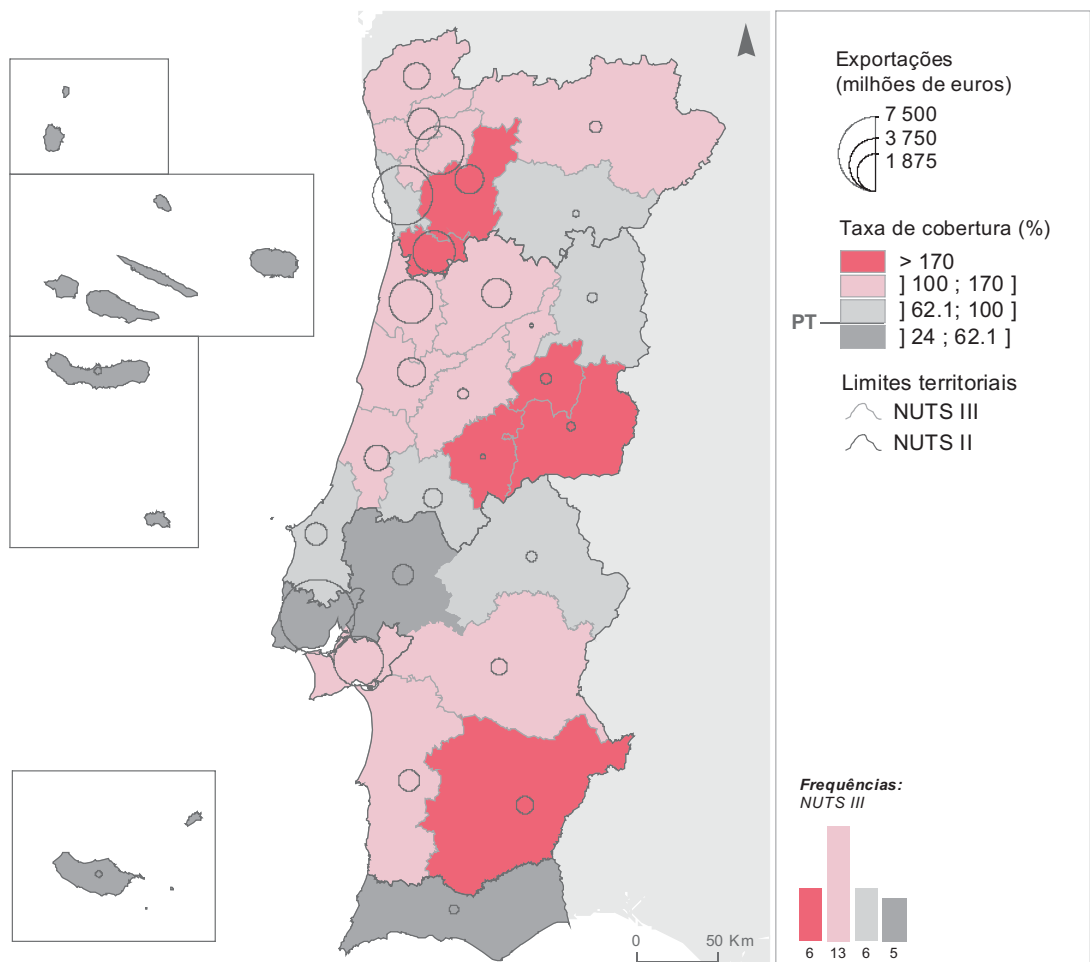 Exportações
(milhões de euros)
7 500
3 750
1 875
Taxa de cobertura (%)
> 170
] 100 ; 170 ]
] 62.1; 100 ]
PT
] 24 ; 62.1 ]
Limites territoriais
NUTS III
NUTS II
Frequências:
NUTS III
6 13 6 5
0 50 Km